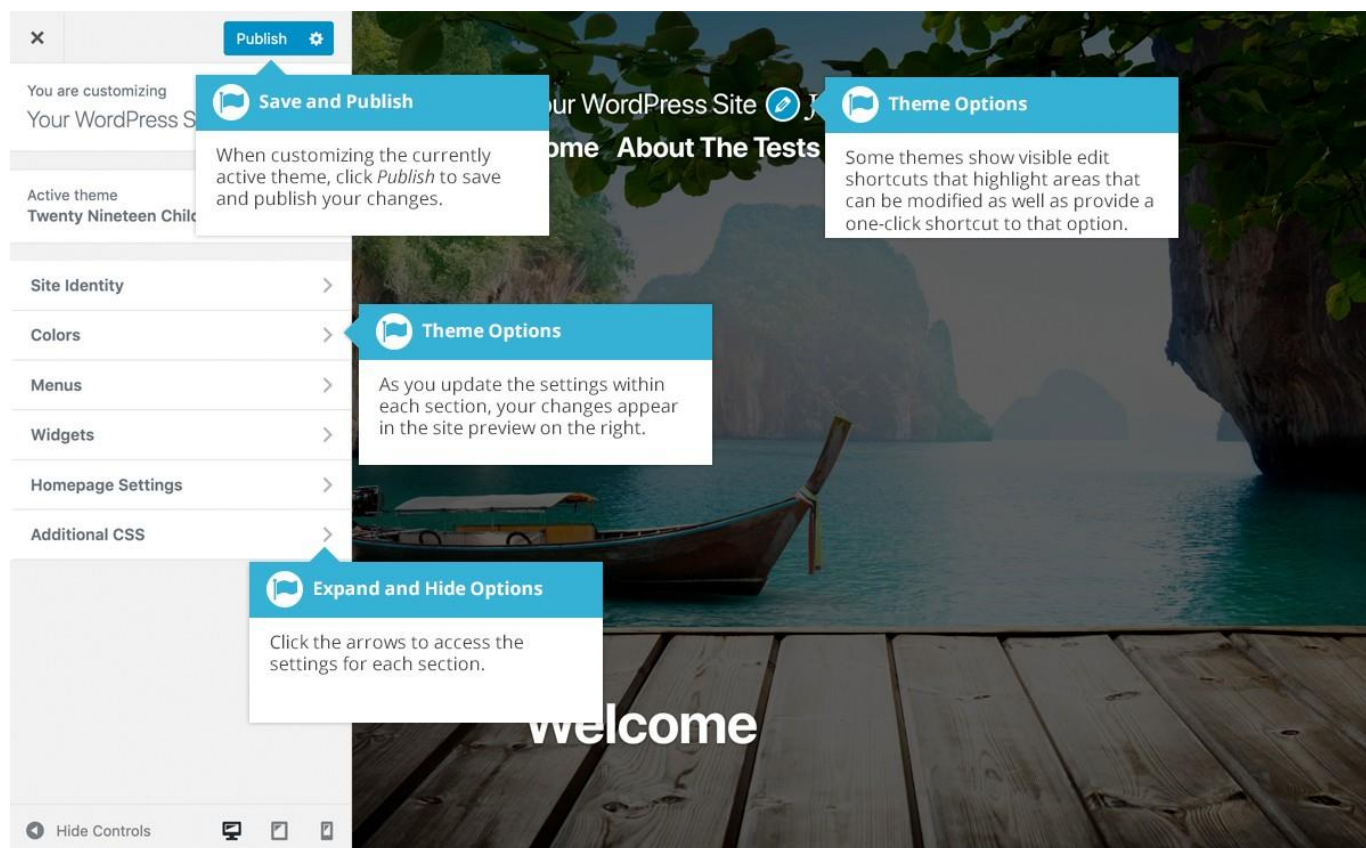 Publish
You are customizing
Your WordPress S
Active theme
Twenty Nineteen Chil
Save and Publish
When customizing the currently
active theme, click Publish to save
and publish your changes.
our WordPress Site
ome About The Tests
Theme Options
Some themes show visible edit
shortcuts that highlight areas that
can be modified as well as provide a
one-click shortcut to that option.
Site Identity
Colors
Menus
Widgets
Homepage Settings
Additional CSS
Theme Options
As you update the settings within
each section, your changes appear
in the site preview on the right.
Expand and Hide Options
Click the arrows to access the
settings for each section.
Welcome
Hide Controls